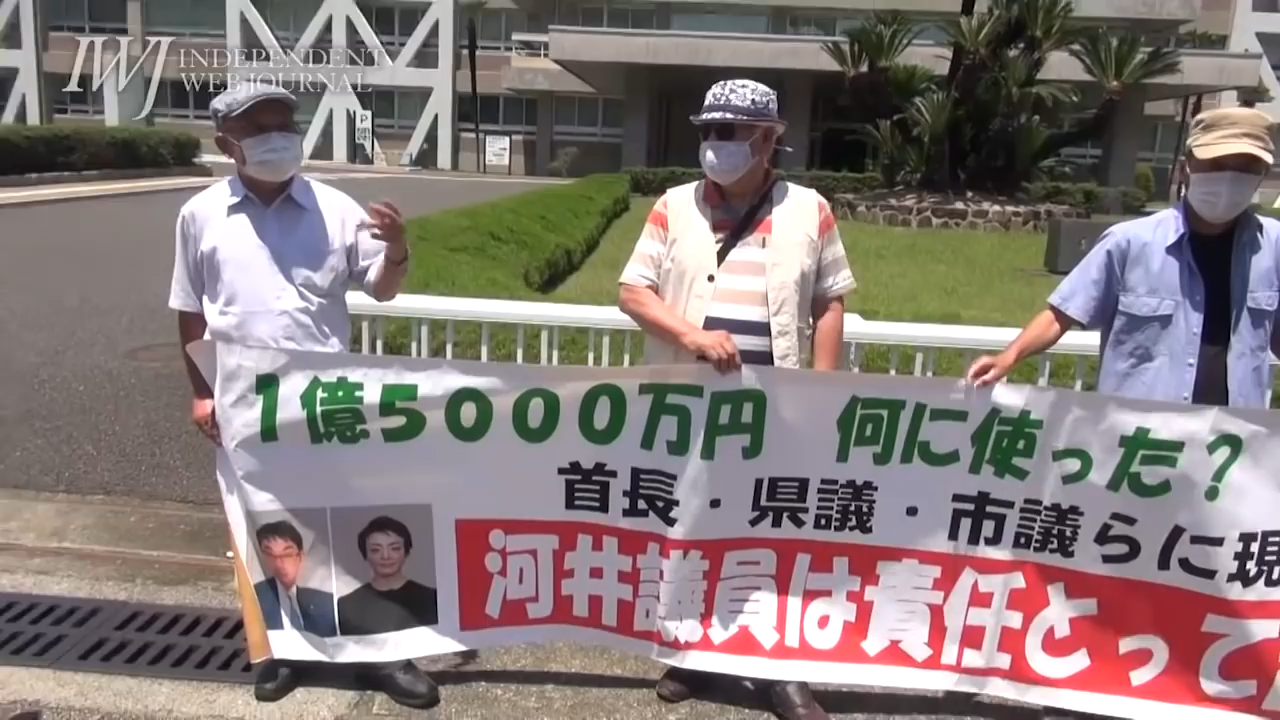 IWJ INDEPENDENT
WEB JOURNAL
P
1億5000万円 何に使った?
首長・県議・市議らに現
河井議員は責任とって